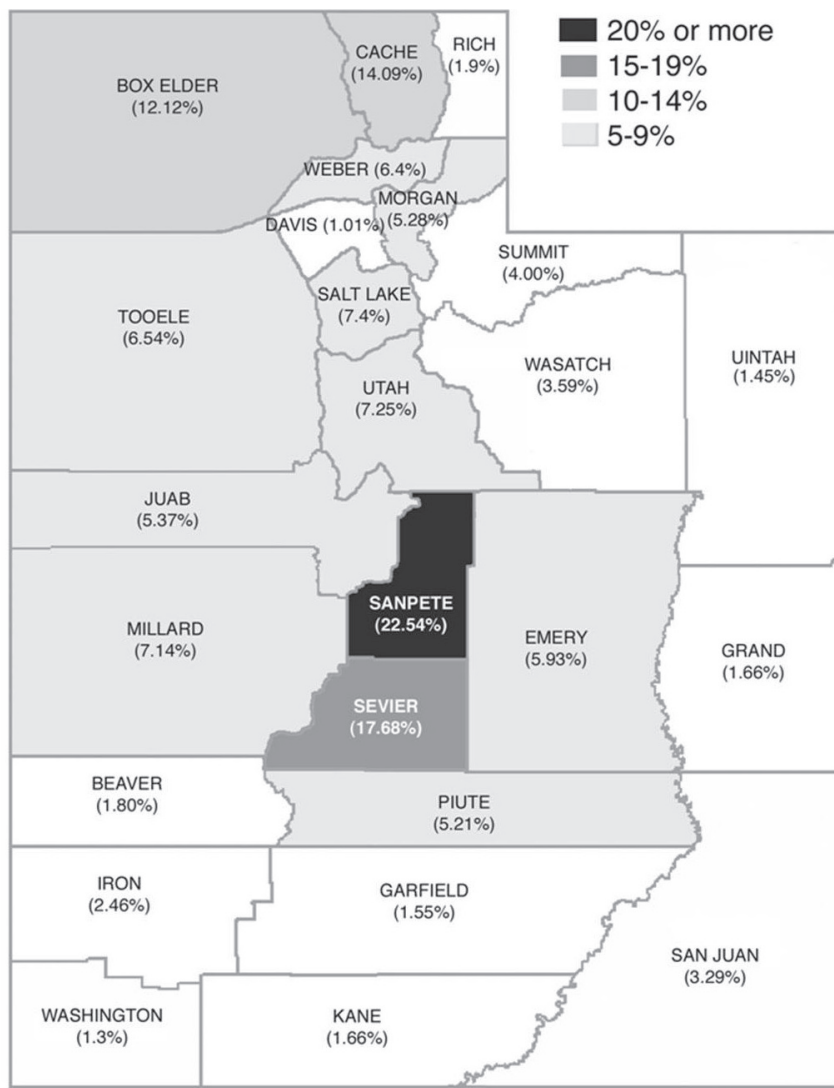 20% or more
15-19%
10-14%
5-9%
BOX ELDER
(12.12%)
CACHE
(14.09%)
RICH
(1.9%)
WEBER (6.4%)
MORGAN
(5.28%)
DAVIS (1.01%)
SUMMIT
(4.00%)
TOOELE
(6.54%)
SALT LAKE
(7.4%)
WASATCH
(3.59%)
UINTAH
(1.45%)
UTAH
(7.25%)
JUAB
(5.37%)
SANPETE
(22.54%)
MILLARD
(7.14%)
EMERY
(5.93%)
GRAND
(1.66%)
SEVIER
(17.68%)
BEAVER
(1.80%)
PIUTE
(5.21%)
IRON
(2.46%)
GARFIELD
(1.55%)
SAN JUAN
(3.29%)
WASHINGTON
(1.3%)
KANE
(1.66%)